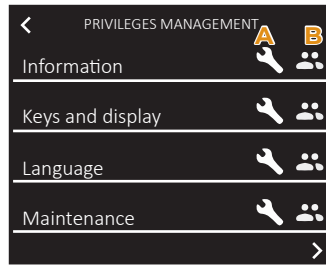 PRIVILEGES MANAGEMENT
A B
Information
Keys and display
Language
Maintenance